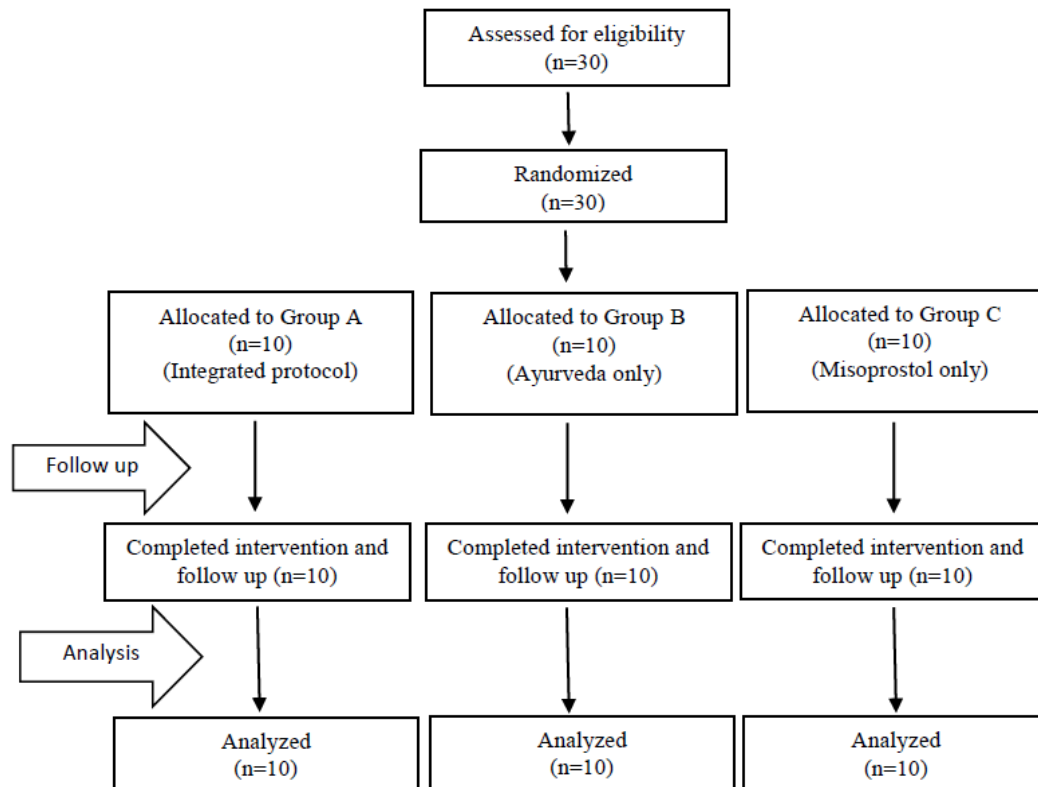 Assessed for eligibility
(n=30)
Randomized
(n=30)
Allocated to Group A
(n=10)
(Integrated protocol)
Allocated to Group B
(n=10)
(Ayurveda only)
Allocated to Group C
(n=10)
(Misoprostol only)
Follow up
Completed intervention and
follow up (n=10)
Completed intervention and
follow up (n=10)
Completed intervention and
follow up (n=10)
Analysis
Analyzed
(n=10)
Analyzed
(n=10)
Analyzed
(n=10)